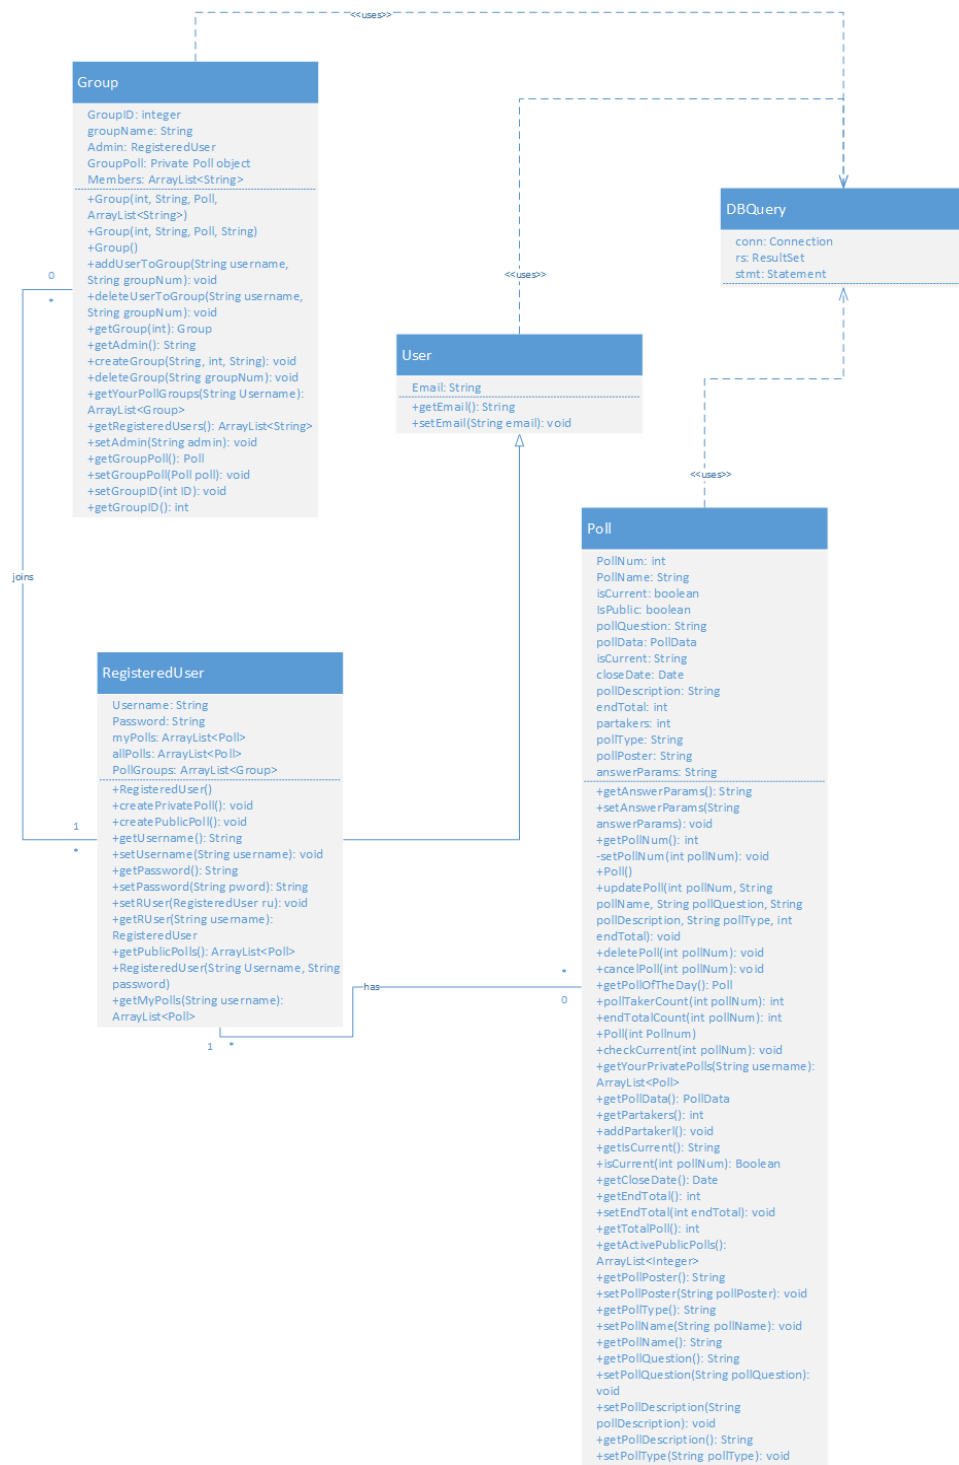 <<uses>>
Group
GroupID: integer
groupName: String
Admin: RegisteredUser
GroupPoll: Private Poll object
Members: ArrayList<String>
+Group(int, String, Poll,
ArrayList<String>)
+Group(int, String, Poll, String)
+Group()
+addUserToGroup(String username,
String groupNum): void
+deleteUserToGroup(String username,
String groupNum): void
+getGroup(int): Group
+getAdmin(): String
+createGroup(String, int, String): void
+deleteGroup(String groupNum): void
+getYourPollGroups(String Username):
ArrayList<Group>
+getRegisteredUsers(): ArrayList<String>
+setAdmin(String admin): void
+getGroupPoll(): Poll
+setGroupPoll(Poll poll): void
+setGroupID(int ID): void
+getGroupID(): int
0
*
DBQuery
conn: Connection
rs: ResultSet
stmt: Statement
<<uses>>
User
Email: String
+getEmail(): String
+setEmail(String email): void
<<uses>>
joins
RegisteredUser
Username: String
Password: String
myPolls: ArrayList<Poll>
allPolls: ArrayList<Poll>
PollGroups: ArrayList<Group>
+RegisteredUser()
+createPrivatePoll(): void
+createPublicPoll(): void
+getUsername(): String
+setUsername(String username): void
+getPassword(): String
+setPassword(String pword): String
+setRUser(RegisteredUser ru): void
+getRUser(String username):
RegisteredUser
+getPublicPolls(): ArrayList<Poll>
+RegisteredUser(String Username, String
password)
+getMyPolls(String username):
ArrayList<Poll>
1
*
1 *
has
*
0
Poll
PollNum: int
PollName: String
isCurrent: boolean
IsPublic: boolean
pollQuestion: String
pollData: PollData
isCurrent: String
closeDate: Date
pollDescription: String
endTotal: int
partakers: int
pollType: String
pollPoster: String
answerParams: String
+getAnswerParams(): String
+setAnswerParams(String
answerParams): void
+getPollNum(): int
-setPollNum(int pollNum): void
+Poll()
+updatePoll(int pollNum, String
pollName, String pollQuestion, String
pollDescription, String pollType, int
endTotal): void
+deletePoll(int pollNum): void
+cancelPoll(int pollNum): void
+getPollOfTheDay(): Poll
+pollTakerCount(int pollNum): int
+endTotalCount(int pollNum): int
+Poll(int Pollnum)
+checkCurrent(int pollNum): void
+getYourPrivatePolls(String username):
ArrayList<Poll>
+getPollData(): PollData
+getPartakers(): int
+addPartakerl(): void
+getIsCurrent(): String
+isCurrent(int pollNum): Boolean
+getCloseDate(): Date
+getEndTotal(): int
+setEndTotal(int endTotal): void
+getTotalPoll(): int
+getActivePublicPolls():
ArrayList<Integer>
+getPollPoster(): String
+setPollPoster(String pollPoster): void
+getPollType(): String
+setPollName(String pollName): void
+getPollName(): String
+getPollQuestion(): String
+setPollQuestion(String pollQuestion):
void
+setPollDescription(String
pollDescription): void
+getPollDescription(): String
+setPollType(String pollType): void